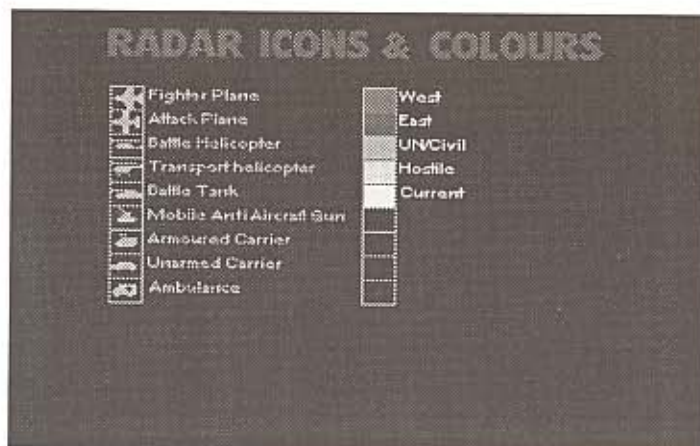 RADAR ICONS & COLOURS
Fighter Plane
Attack Plane
Battle Helicopter
Transport helicopter
Battle Tank
Mobile Anti Aircraft Gun
Armoured Carrier
Unarmed Carrier
Ambulance
West
East
UN/Civil
Hostile
Current